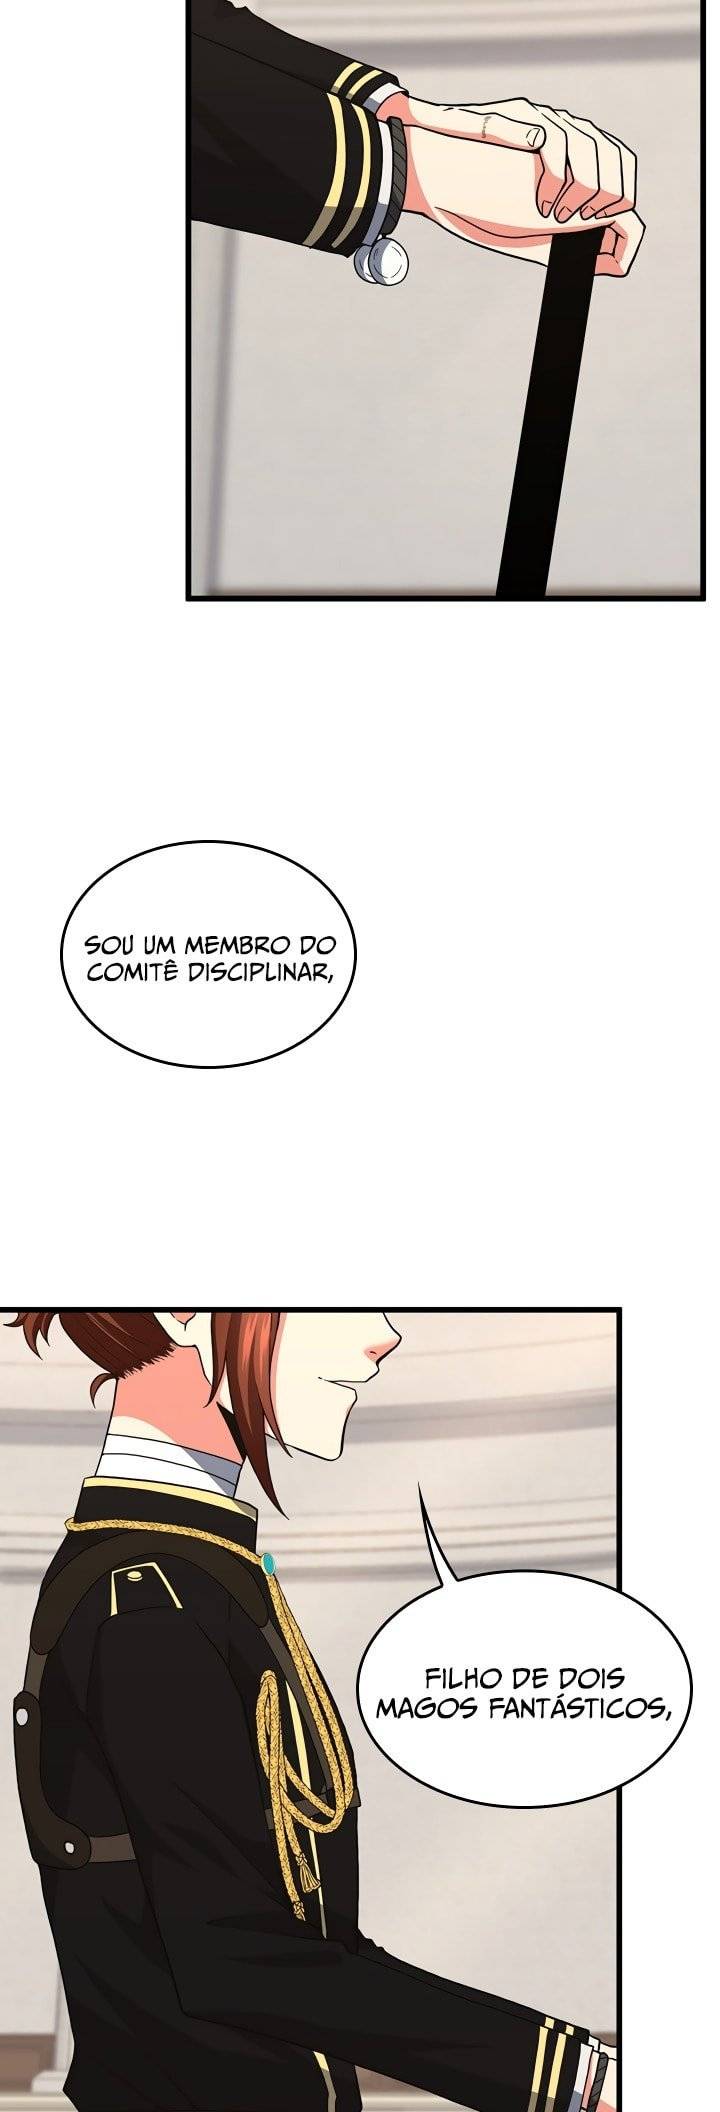 SOU UM MEMBRO DO
COMITÊ DISCIPLINAR,
FILHO DE DOIS
MAGOS FANTÁSTICOS,